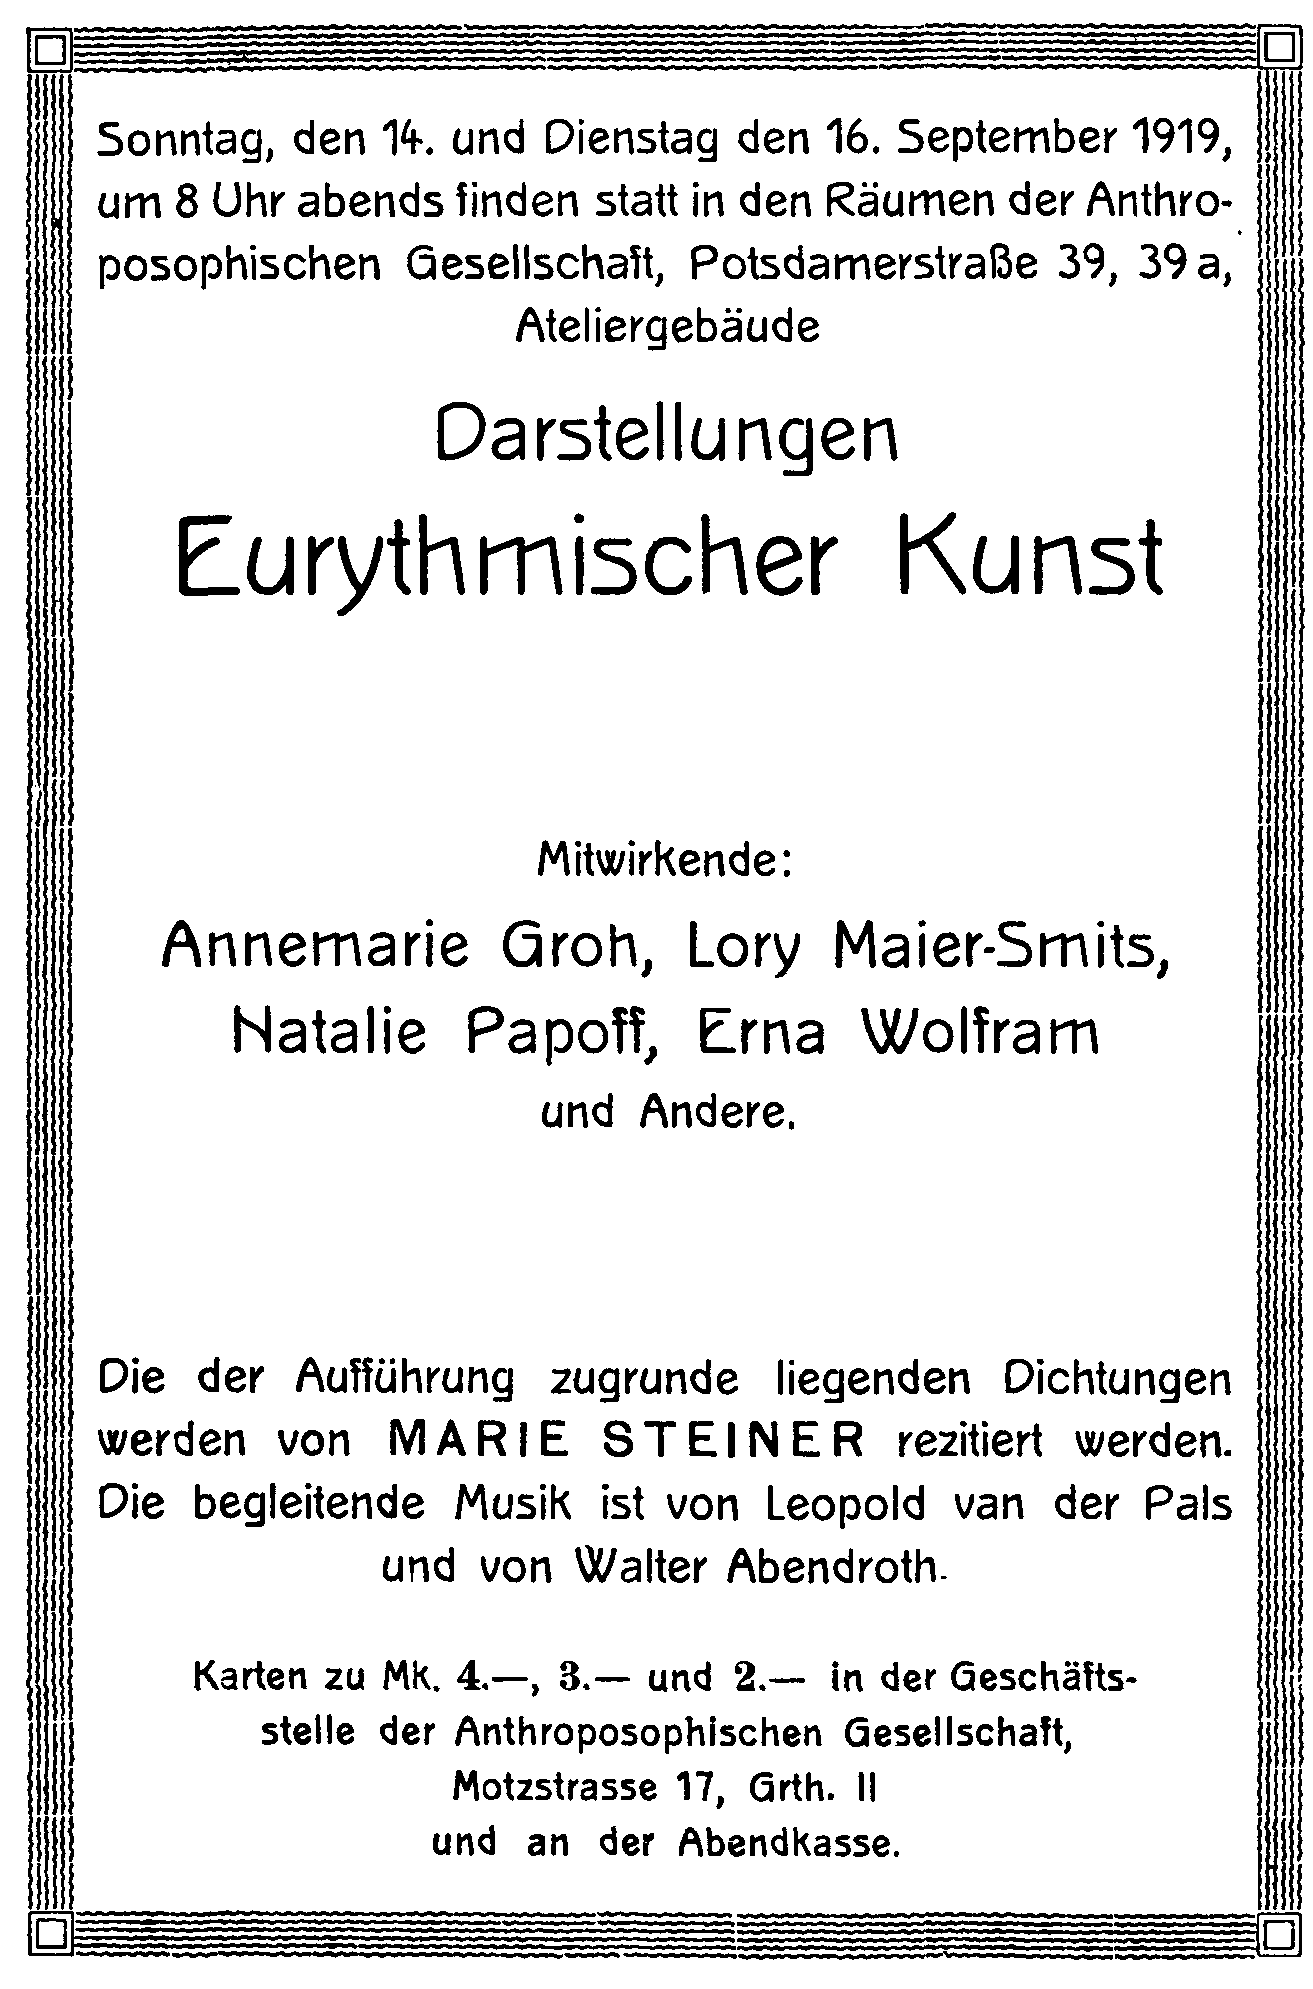 Sonntag, den 14. und Dienstag den 16. September 1919,
um 8 Uhr abends finden statt in den Räumen der Anthro-
posophischen Gesellschaft, Potsdamerstraße 39, 39a,
Ateliergebäude
Darstellungen
Eurythmischer Kunst
Mitwirkende:
Annemarie Groh, Lory Maier-Smits,
Natalie Papoff, Erna Wolfram
und Andere.
Die der Aufführung zugrunde liegenden Dichtungen
werden von MARIE STEINER rezitiert werden.
Die begleitende Musik ist von Leopold van der Pals
und von Walter Abendroth.
Karten zu Mk. 4.—, 3.— und 2.— in der Geschäfts-
stelle der Anthroposophischen Gesellschaft,
Motzstrasse 17, Grth. II
und an der Abendkasse.